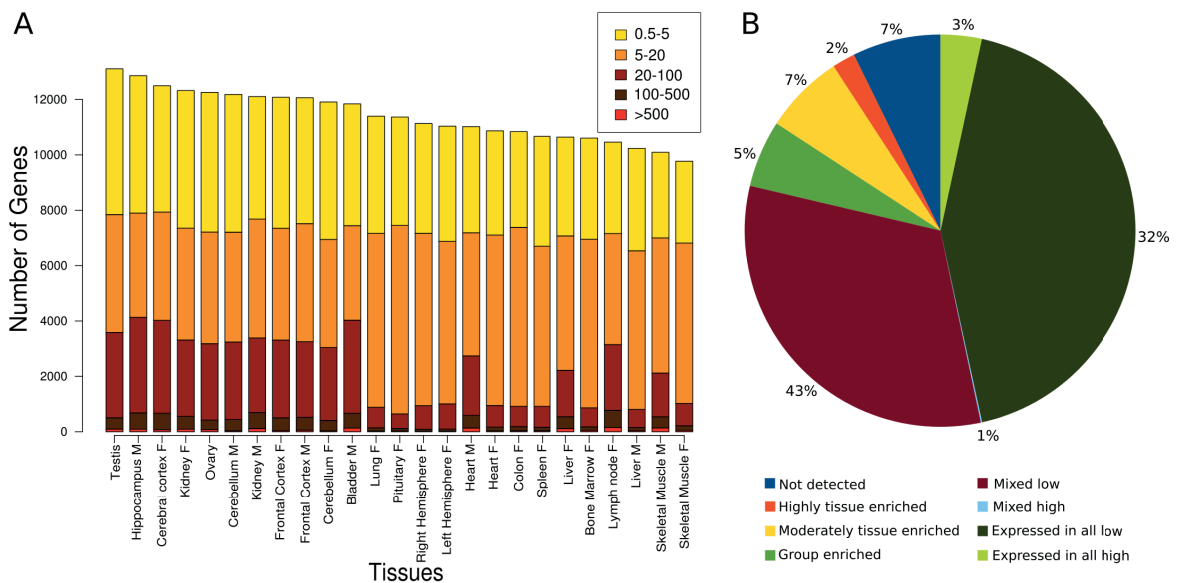 A
Number of Genes
12000
10000
8000
6000
4000
2000
0
0.5-5
5-20
20-100
100-500
>500
Testis
Hippocampus M
Cerebra cortex F
Kidney F
Ovary
Cerebellum M
Kidney M
Frontal Cortex F
Frontal Cortex M
Cerebellum F
Bladder M
Lung F
Pituitary F
Right Hemisphere F
Left Hemisphere F
Heart M
Heart F
Colon F
Spleen F
Liver F
Bone Marrow F
Lymph node F
Liver M
Skeletal Muscle M
Skeletal Muscle F
Tissues
B
3%
7%
2%
7%
5%
32%
43%
1%
Not detected
Highly tissue enriched
Moderately tissue enriched
Group enriched
Mixed low
Mixed high
Expressed in all low
Expressed in all high